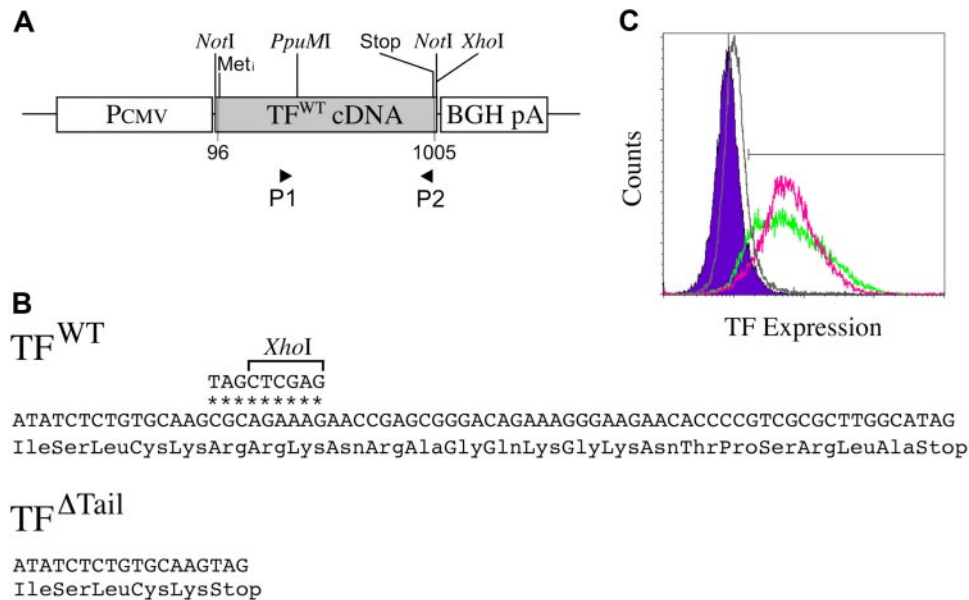 A
NotI PpuMI Stop NotI XhoI
Meti
PCMV TFWT cDNA BGH pA
96 1005
P1 P2
C
Counts
TF Expression
B
TFWT
XhoI
TAGCTCGAG
*********
ATATCTCTGTGCAAGCGCAGAAAGAACCGAGCGGGACAGAAAGGGAAGAACACCCCGTCGCGCTTGGCATAG
IleSerLeuCysLysArgArgLysAsnArgAlaGlyGlnLysGlyLysAsnThrProSerArgLeuAlaStop
TFΔTail
ATATCTCTGTGCAAGTAG
IleSerLeuCysLysStop